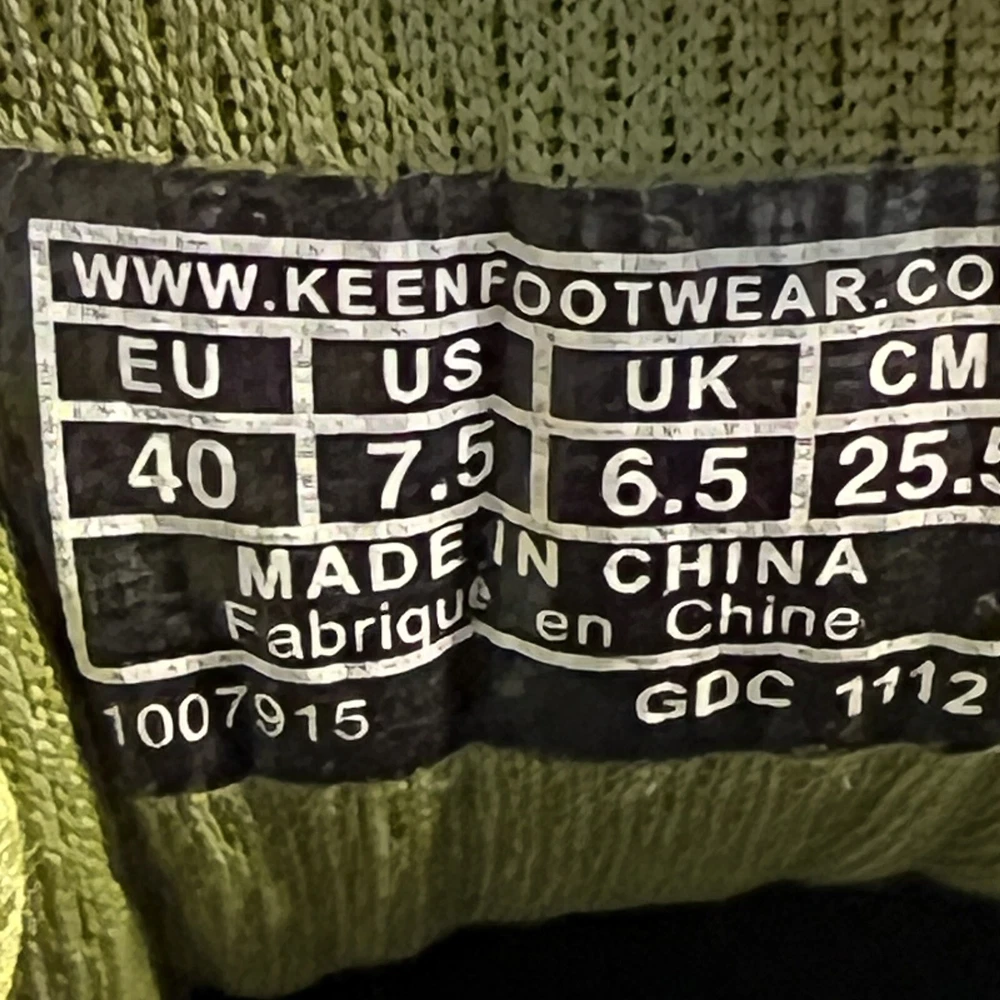 WWW.KEENFOOTWEAR.CO
EU US UK CM
40 7.5 6.5 25.5
MADE IN CHINA
Fabriqué en Chine
1007915 GDC 1112